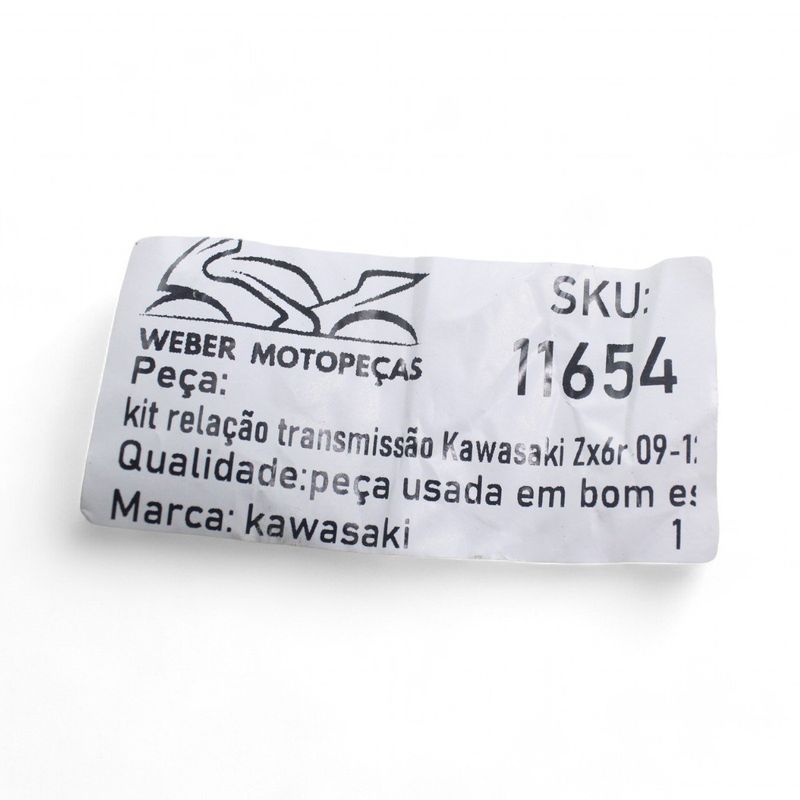 WEBER MOTOPEÇAS
SKU:
11654
Peça:
kit relação transmissão Kawasaki Zx6r 09-1
Qualidade:peça usada em bom es
Marca: kawasaki
1